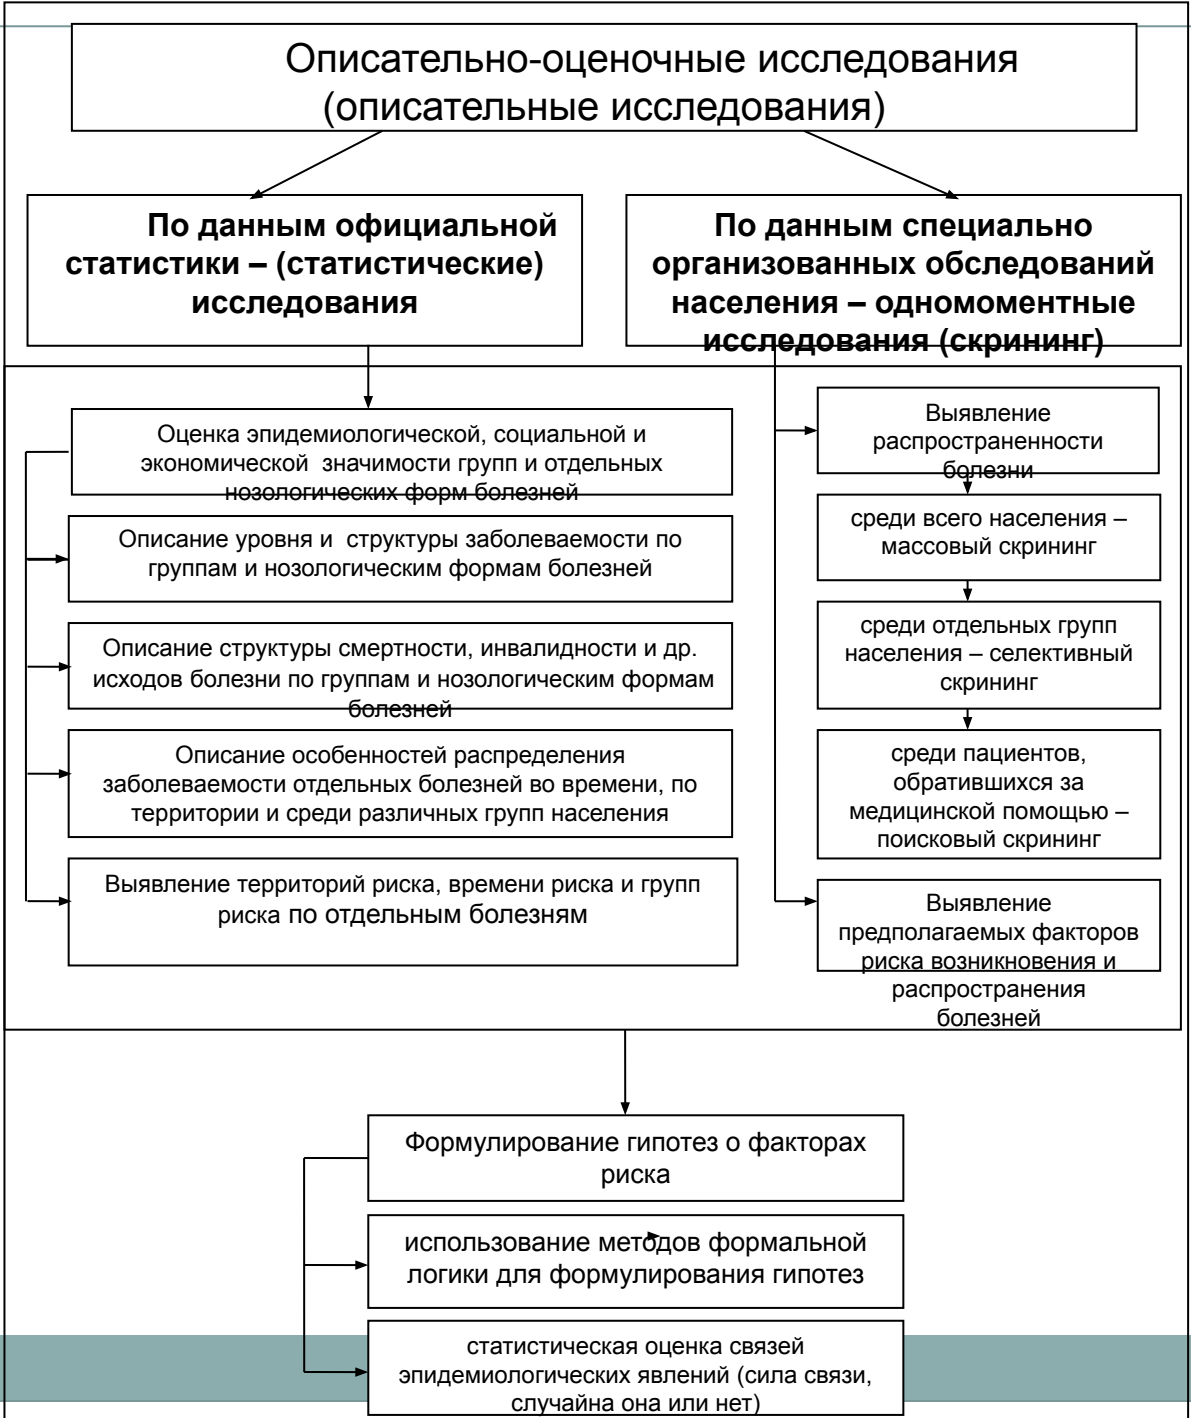 Описательно-оценочные исследования
(описательные исследования)
По данным официальной
статистики – (статистические)
исследования
По данным специально
организованных обследований
населения – одномоментные
исследования (скрининг)
Оценка эпидемиологической, социальной и
экономической значимости групп и отдельных
нозологических форм болезней
Описание уровня и структуры заболеваемости по
группам и нозологическим формам болезней
Описание структуры смертности, инвалидности и др.
исходов болезни по группам и нозологическим формам
болезней
Описание особенностей распределения
заболеваемости отдельных болезней во времени, по
территории и среди различных групп населения
Выявление территорий риска, времени риска и групп
риска по отдельным болезням
Выявление
распространенности
болезни
среди всего населения –
массовый скрининг
среди отдельных групп
населения – селективный
скрининг
среди пациентов,
обратившихся за
медицинской помощью –
поисковый скрининг
Выявление
предполагаемых факторов
риска возникновения и
распространения
болезней
Формулирование гипотез о факторах
риска
использование методов формальной
логики для формулирования гипотез
статистическая оценка связей
эпидемиологических явлений (сила связи,
случайна она или нет)